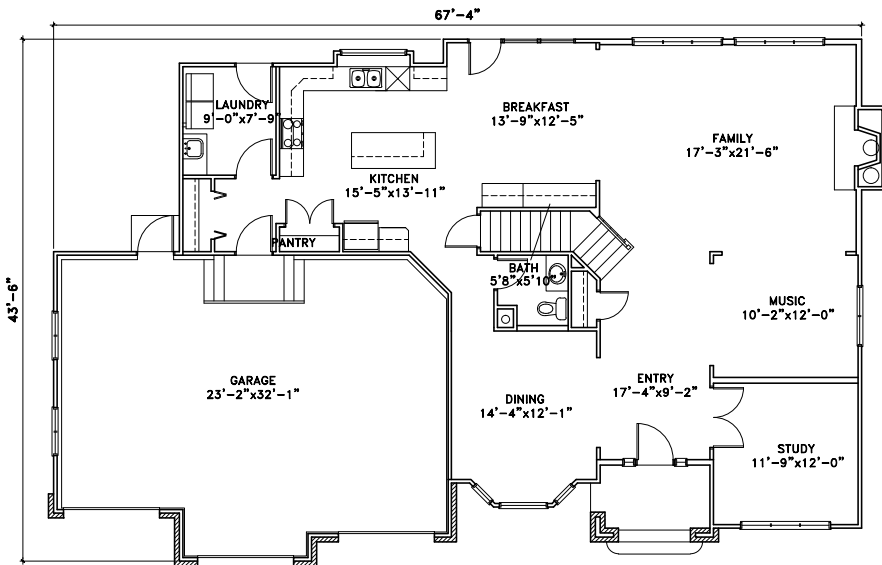 67'-4"
LAUNDRY
9'-0"x7'-9"
BREAKFAST
13'-9"x12'-5"
FAMILY
17'-3"x21'-6"
KITCHEN
15'-5"x13'-11"
PANTRY
BATH
5'8"x5'10"
43'-6"
MUSIC
10'-2"x12'-0"
GARAGE
23'-2"x32'-1"
ENTRY
17'-4"x9'-2"
DINING
14'-4"x12'-1"
STUDY
11'-9"x12'-0"